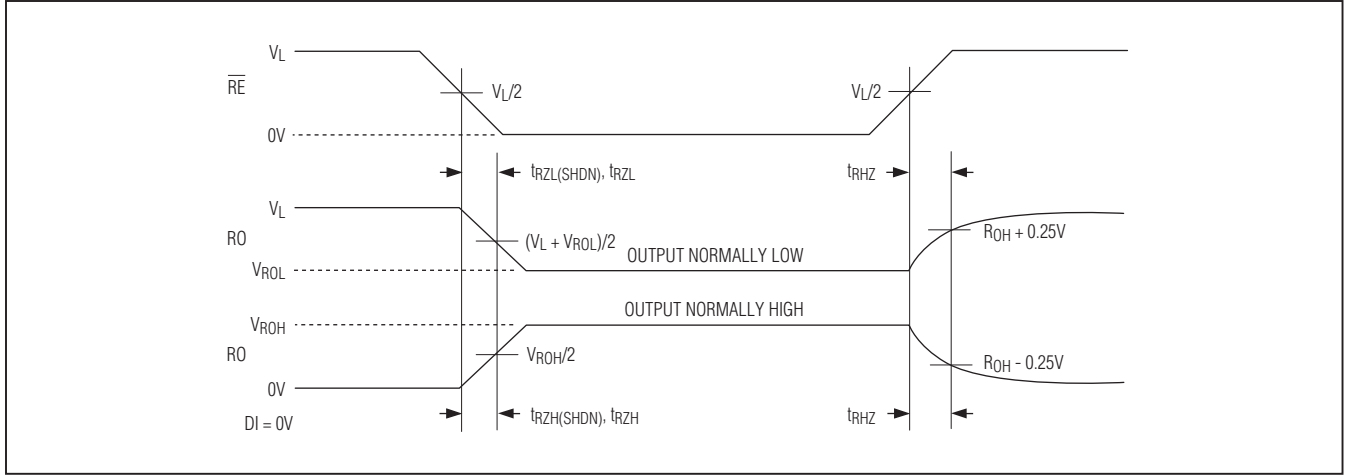 VL
RE
VL/2
VL/2
0V
tRZL(SHDN), tRZL
tRHZ
VL
RO
(VL + VROL)/2
ROH + 0.25V
VROL
OUTPUT NORMALLY LOW
OUTPUT NORMALLY HIGH
VROH
RO
VROH/2
ROH - 0.25V
0V
DI = 0V
tRZH(SHDN), tRZH
tRHZ